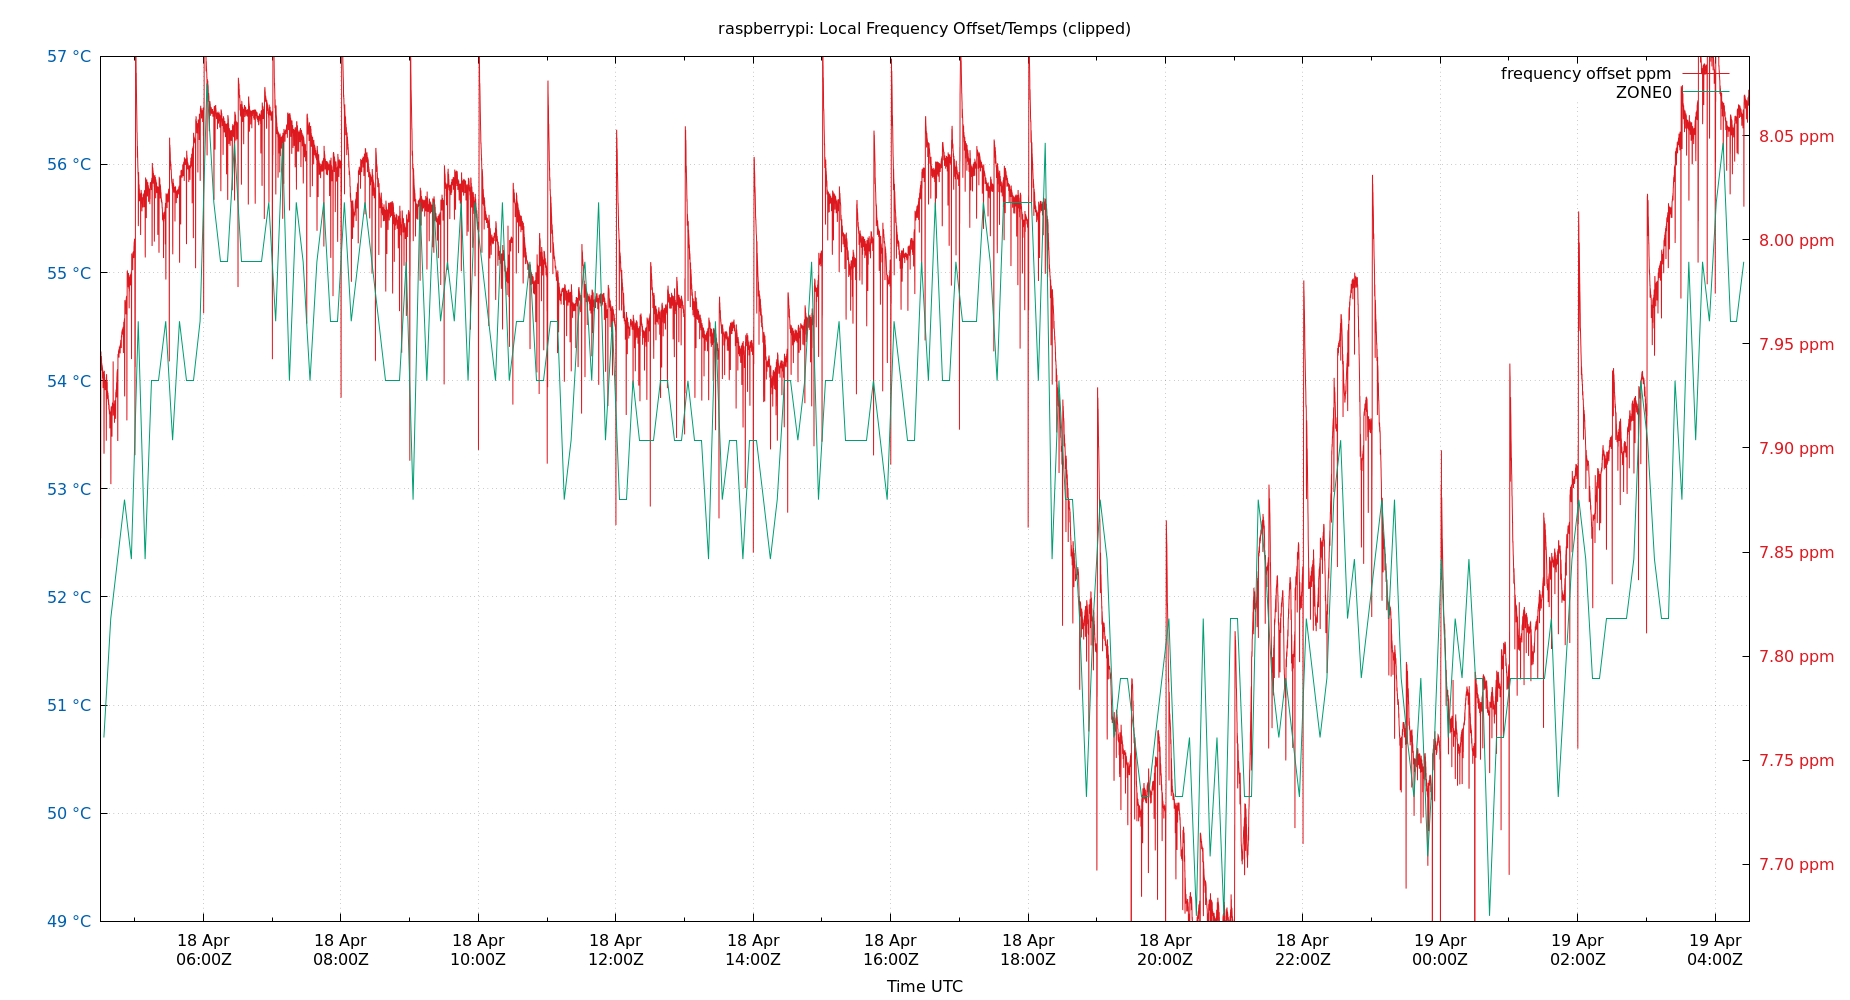 raspberrypi: Local Frequency Offset/Temps (clipped)
57 °C
56 °C
55 °C
54 °C
53 °C
52 °C
51 °C
50 °C
49 °C
frequency offset ppm
ZONE0
8.05 ppm
8.00 ppm
7.95 ppm
7.90 ppm
7.85 ppm
7.80 ppm
7.75 ppm
7.70 ppm
18 Apr 18 Apr 18 Apr 18 Apr 18 Apr 18 Apr 18 Apr 18 Apr 18 Apr 19 Apr 19 Apr 19 Apr
06:00Z 08:00Z 10:00Z 12:00Z 14:00Z 16:00Z 18:00Z 20:00Z 22:00Z 00:00Z 02:00Z 04:00Z
Time UTC